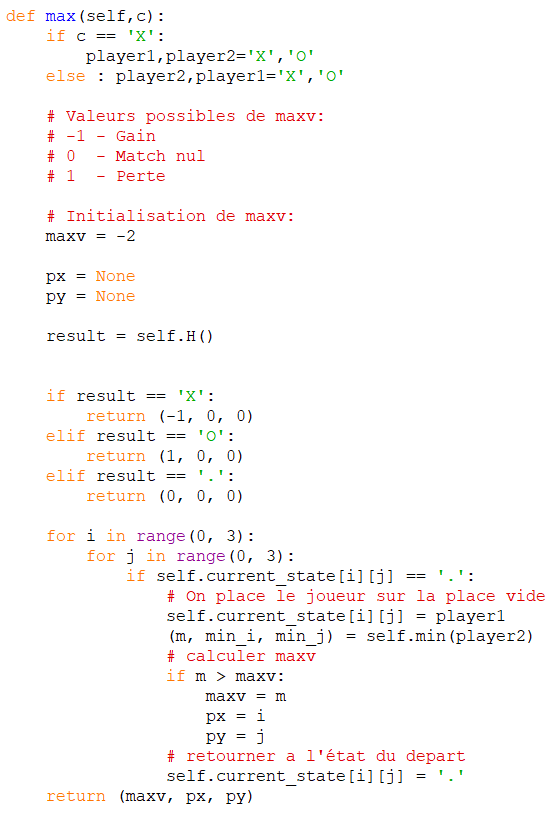 def max(self,c):
    if c == 'X':
        player1,player2='X','O'
    else : player2,player1='X','O'
    # Valeurs possibles de maxv:
    # -1 - Gain
    # 0  - Match nul
    # 1  - Perte
    # Initialisation de maxv:
    maxv = -2
    px = None
    py = None
    result = self.H()
    if result == 'X':
        return (-1, 0, 0)
    elif result == 'O':
        return (1, 0, 0)
    elif result == '.':
        return (0, 0, 0)
    for i in range(0, 3):
        for j in range(0, 3):
            if self.current_state[i][j] == '.':
                # On place le joueur sur la place vide
                self.current_state[i][j] = player1
                (m, min_i, min_j) = self.min(player2)
                # calculer maxv
                if m > maxv:
                    maxv = m
                    px = i
                    py = j
                # retourner a l'état du depart
                self.current_state[i][j] = '.'
    return (maxv, px, py)